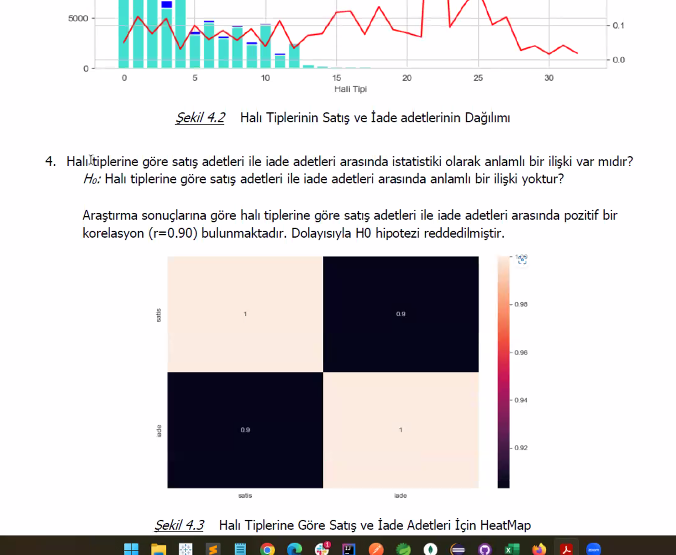 5000
0
0.1
0.0
0 5 10 15 20 25 30
Halı Tipi
Şekil 4.2 Halı Tiplerinin Satış ve İade adetlerinin Dağılımı
4. Halı tiplerine göre satış adetleri ile iade adetleri arasında istatistiki olarak anlamlı bir ilişki var mıdır?
H₀: Halı tiplerine göre satış adetleri ile iade adetleri arasında anlamlı bir ilişki yoktur?
Araştırma sonuçlarına göre halı tiplerine göre satış adetleri ile iade adetleri arasında pozitif bir
korelasyon (r=0.90) bulunmaktadır. Dolayısıyla H0 hipotezi reddedilmiştir.
satis
1
0.9
0.98
0.96
0.94
iade
0.9
1
0.92
satis
iade
Şekil 4.3 Halı Tiplerine Göre Satış ve İade Adetleri İçin HeatMap